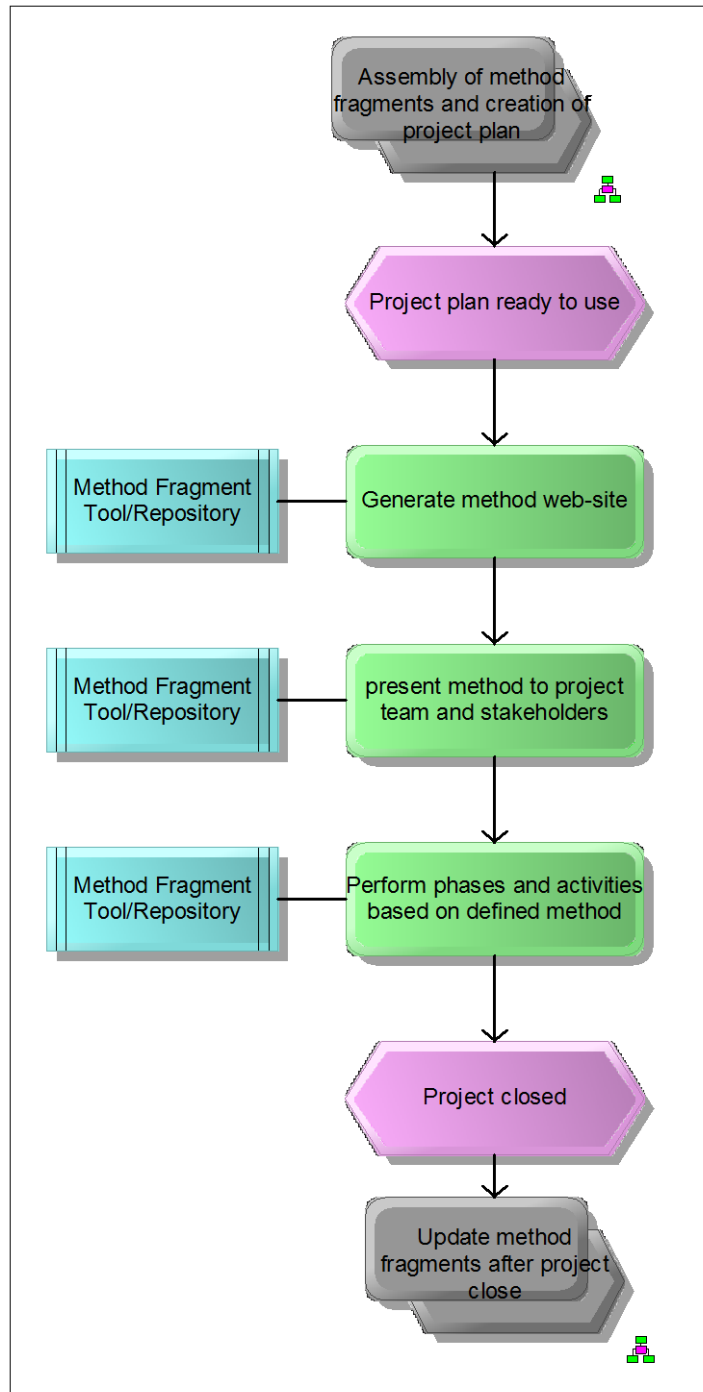 Assembly of method
fragments and creation of
project plan
Project plan ready to use
Method Fragment
Tool/Repository
Generate method web-site
Method Fragment
Tool/Repository
present method to project
team and stakeholders
Method Fragment
Tool/Repository
Perform phases and activities
based on defined method
Project closed
Update method
fragments after project
close